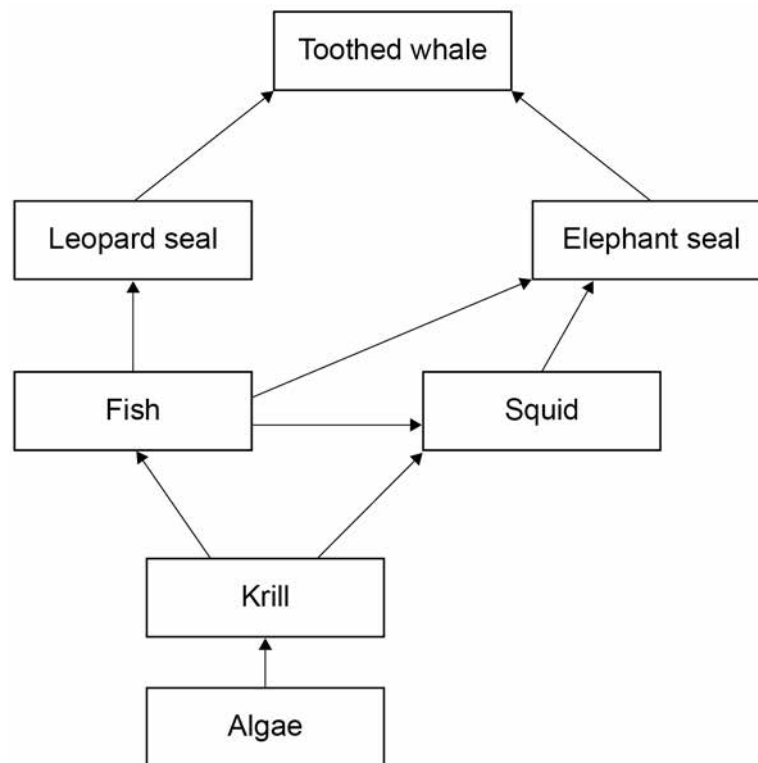 Toothed whale
Leopard seal
Elephant seal
Fish
Squid
Krill
Algae